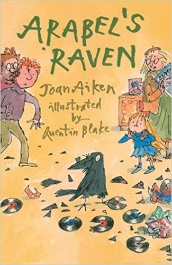 ARABEL'S
RAVEN
Joan Aiken
illustrated
by
Quentin Blake